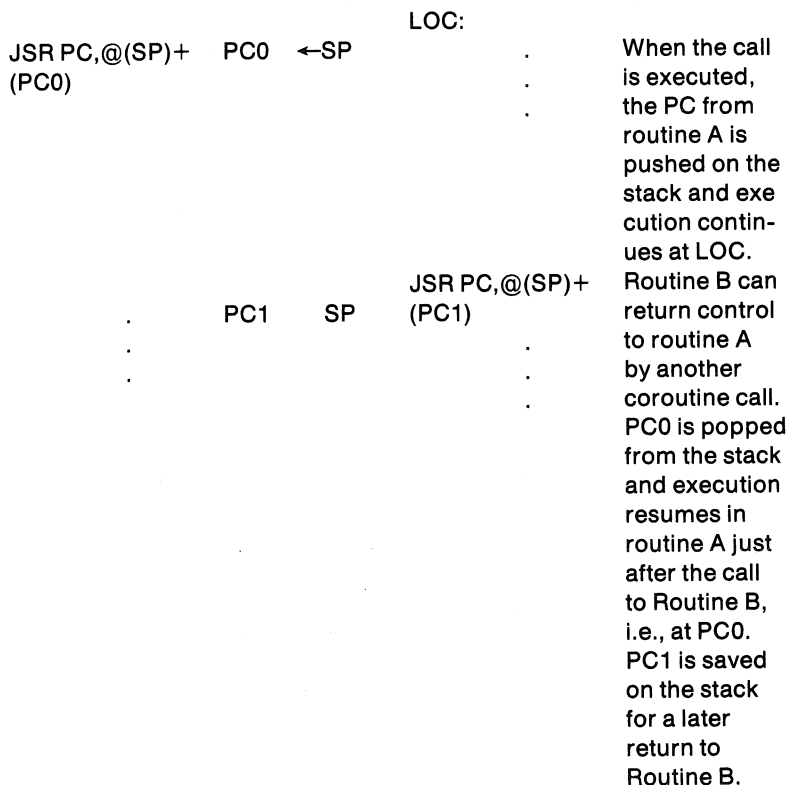 LOC:
JSR PC,@(SP)+ PC0 ←SP . When the call
(PC0) . is executed,
. the PC from
routine A is
pushed on the
stack and exe
cution contin-
ues at LOC.
JSR PC,@(SP)+ Routine B can
. PC1 SP (PC1) return control
. . to routine A
. . by another
. coroutine call.
PC0 is popped
from the stack
and execution
resumes in
routine A just
after the call
to Routine B,
i.e., at PC0.
PC1 is saved
on the stack
for a later
return to
Routine B.